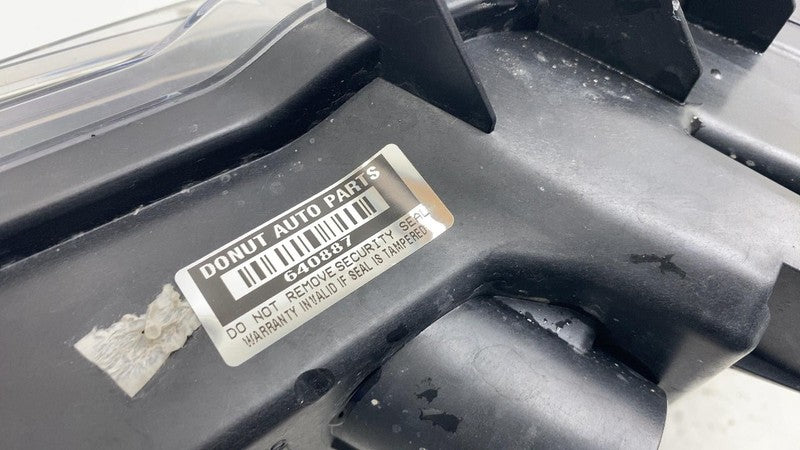 DONUT AUTO PARTS
640887
DO NOT REMOVE SECURITY SEAL
WARRANTY INVALID IF SEAL IS TAMPERED